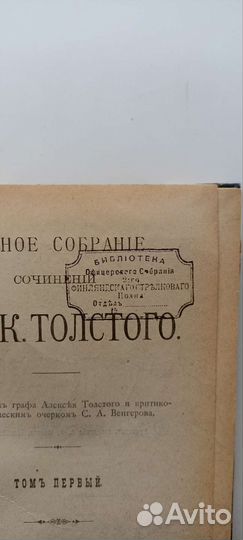 НОЕ СОБРАНІЕ
БИБЛІОТЕКА
Офицерскаго Собранія
СОЧИНЕНІЙ
ФИНЛЯНДСКАГО СТРѢЛКОВАГО
Полка
Отдѣлъ
К. ТОЛСТОГО.
графа Алексѣя Толстого и критико-
ческимъ очеркомъ С. А. Венгерова.
ТОМЪ ПЕРВЫЙ
Avito